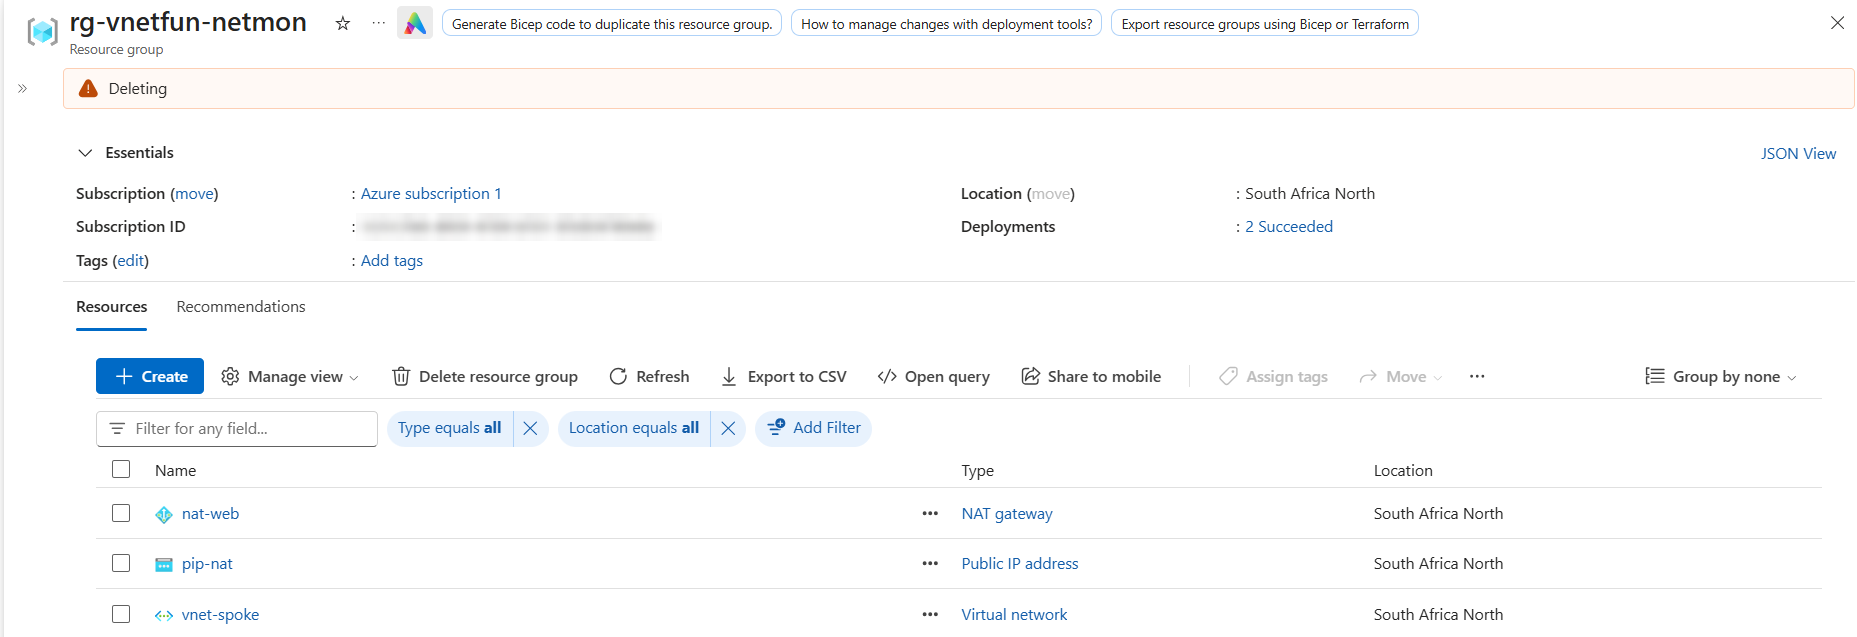 rg-vnetfun-netmon
Generate Bicep code to duplicate this resource group.
How to manage changes with deployment tools?
Export resource groups using Bicep or Terraform
Resource group
Deleting
Essentials
JSON View
Subscription (move) : Azure subscription 1
Location (move) : South Africa North
Subscription ID :
Deployments : 2 Succeeded
Tags (edit) : Add tags
Resources Recommendations
Create Manage view Delete resource group Refresh Export to CSV Open query Share to mobile Assign tags Move ... Group by none
Filter for any field... Type equals all Location equals all Add Filter
Name Type Location
nat-web ... NAT gateway South Africa North
pip-nat ... Public IP address South Africa North
vnet-spoke ... Virtual network South Africa North